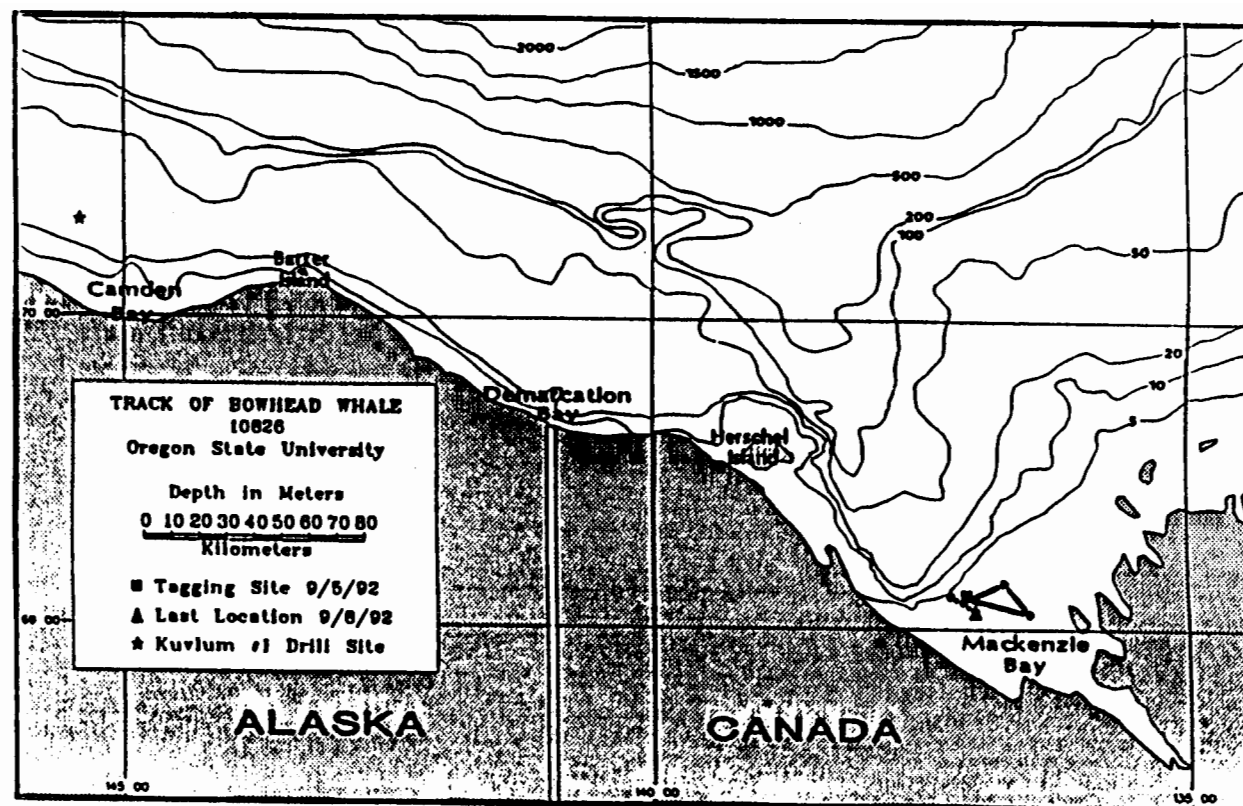 2000
1500
1000
500
200
100
50
20
10
5
Barter
Island
Camden
Bay
70 00
Demarcation
Bay
Herschel
Island
TRACK OF BOWHEAD WHALE
10826
Oregon State University
Depth in Meters
0 10 20 30 40 50 60 70 80
Kilometers
■ Tagging Site 9/5/92
▲ Last Location 9/6/92
★ Kuvlum #1 Drill Site
69 00
Mackenzie
Bay
ALASKA
CANADA
145 00
140 00
135 00